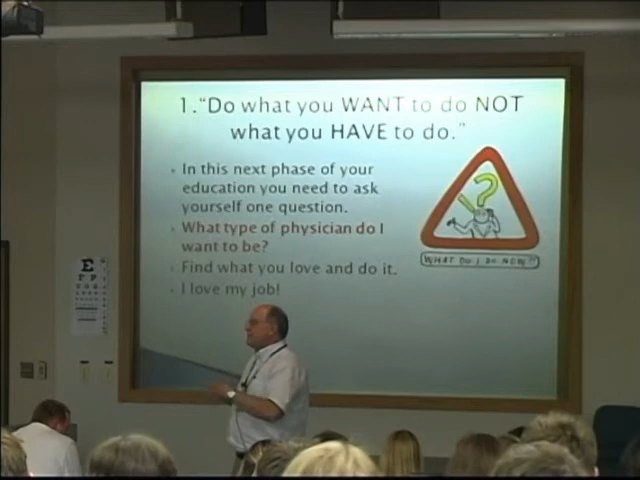 1."Do what you WANT to do NOT
what you HAVE to do."
In this next phase of your
education you need to ask
yourself one question.
What type of physician do I
want to be?
Find what you love and do it.
I love my job!
WHAT DO I DO NOW?
E
F P